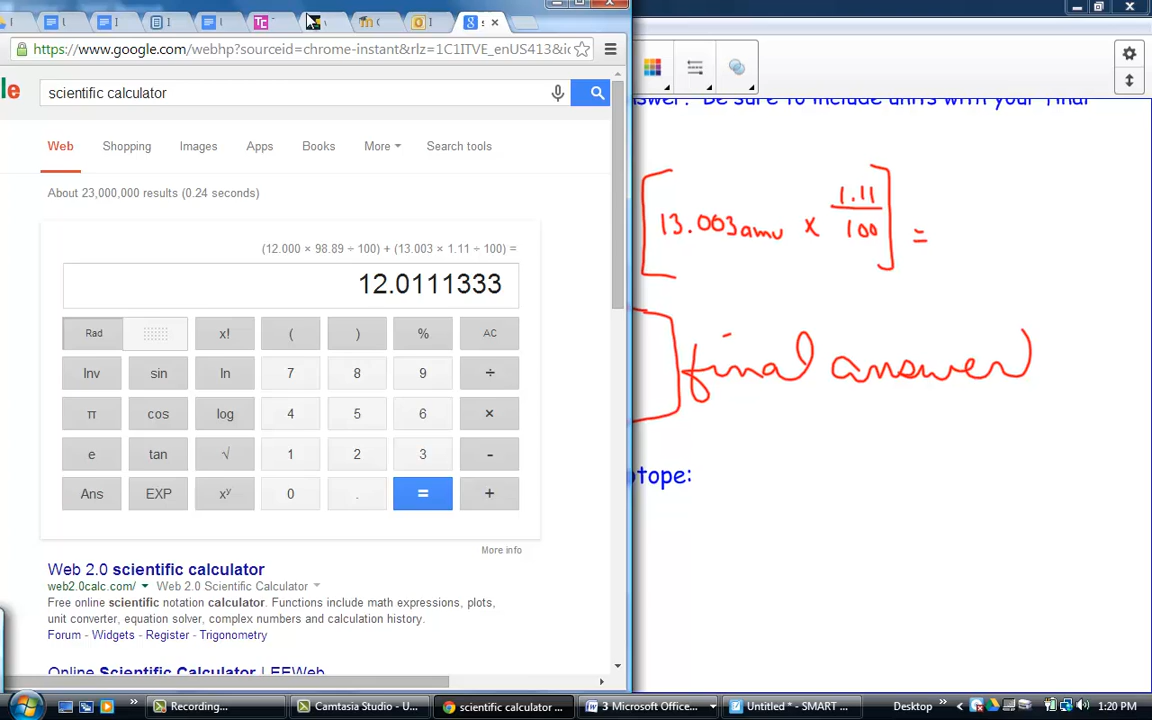 https://www.google.com/webhp?sourceid=chrome-instant&rlz=1C1ITVE_enUS413&
scientific calculator
Web Shopping Images Apps Books More Search tools
About 23,000,000 results (0.24 seconds)
(12.000 × 98.89 ÷ 100) + (13.003 × 1.11 ÷ 100) =
12.0111333
Rad x! ( ) % AC
Inv sin ln 7 8 9 ÷
π cos log 4 5 6 ×
e tan √ 1 2 3 -
Ans EXP xʸ 0 . = +
More info
Web 2.0 scientific calculator
web2.0calc.com/ Web 2.0 Scientific Calculator
Free online scientific notation calculator. Functions include math expressions, plots,
unit converter, equation solver, complex numbers and calculation history.
Forum - Widgets - Register - Trigonometry
Online Scientific Calculator | EEWeb
Be sure to include units with your final
[13.003amu x 1.11/100] =
final answer
otope:
Recording... Camtasia Studio - U... scientific calculator ... 3 Microsoft Office... Untitled * - SMART ... Desktop 1:20 PM